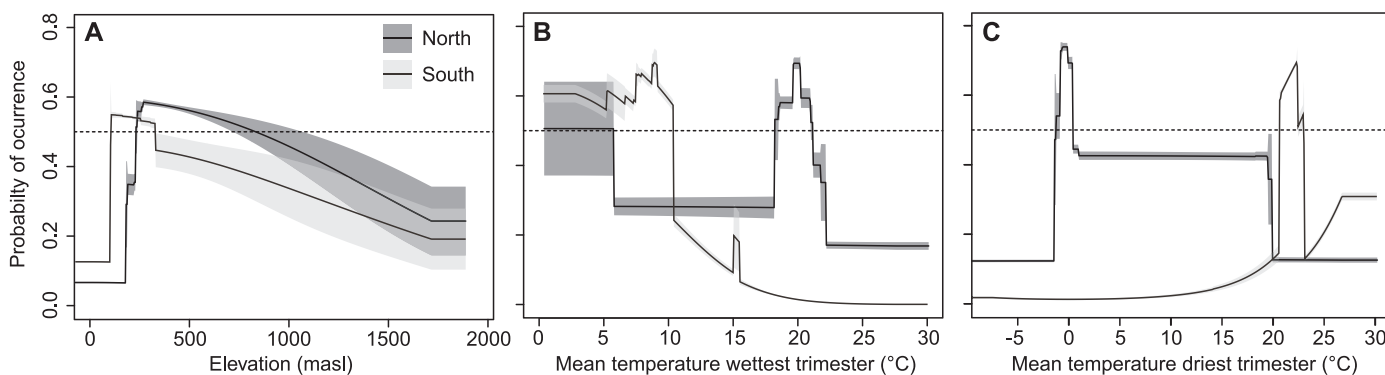 A
North
South
Probabilty of ocurrence
0.0
0.2
0.4
0.6
0.8
0
500
1000
1500
2000
Elevation (masl)
B
0
5
10
15
20
25
30
Mean temperature wettest trimester (°C)
C
-5
0
5
10
15
20
25
30
Mean temperature driest trimester (°C)